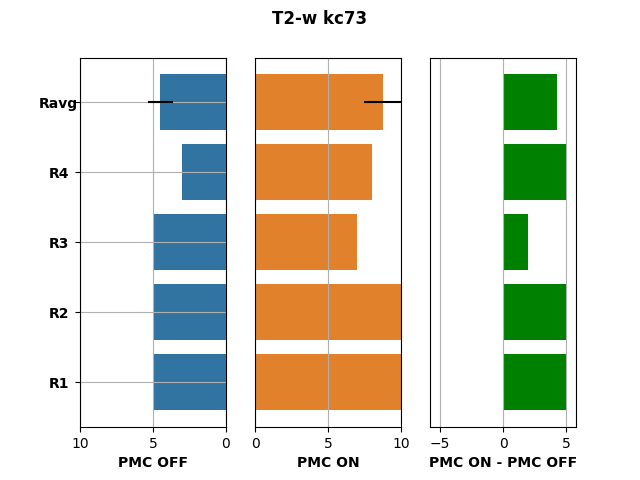 T2-w kc73
Ravg
R4
R3
R2
R1
10 5 0
0 5 10
−5 0 5
PMC OFF
PMC ON
PMC ON - PMC OFF